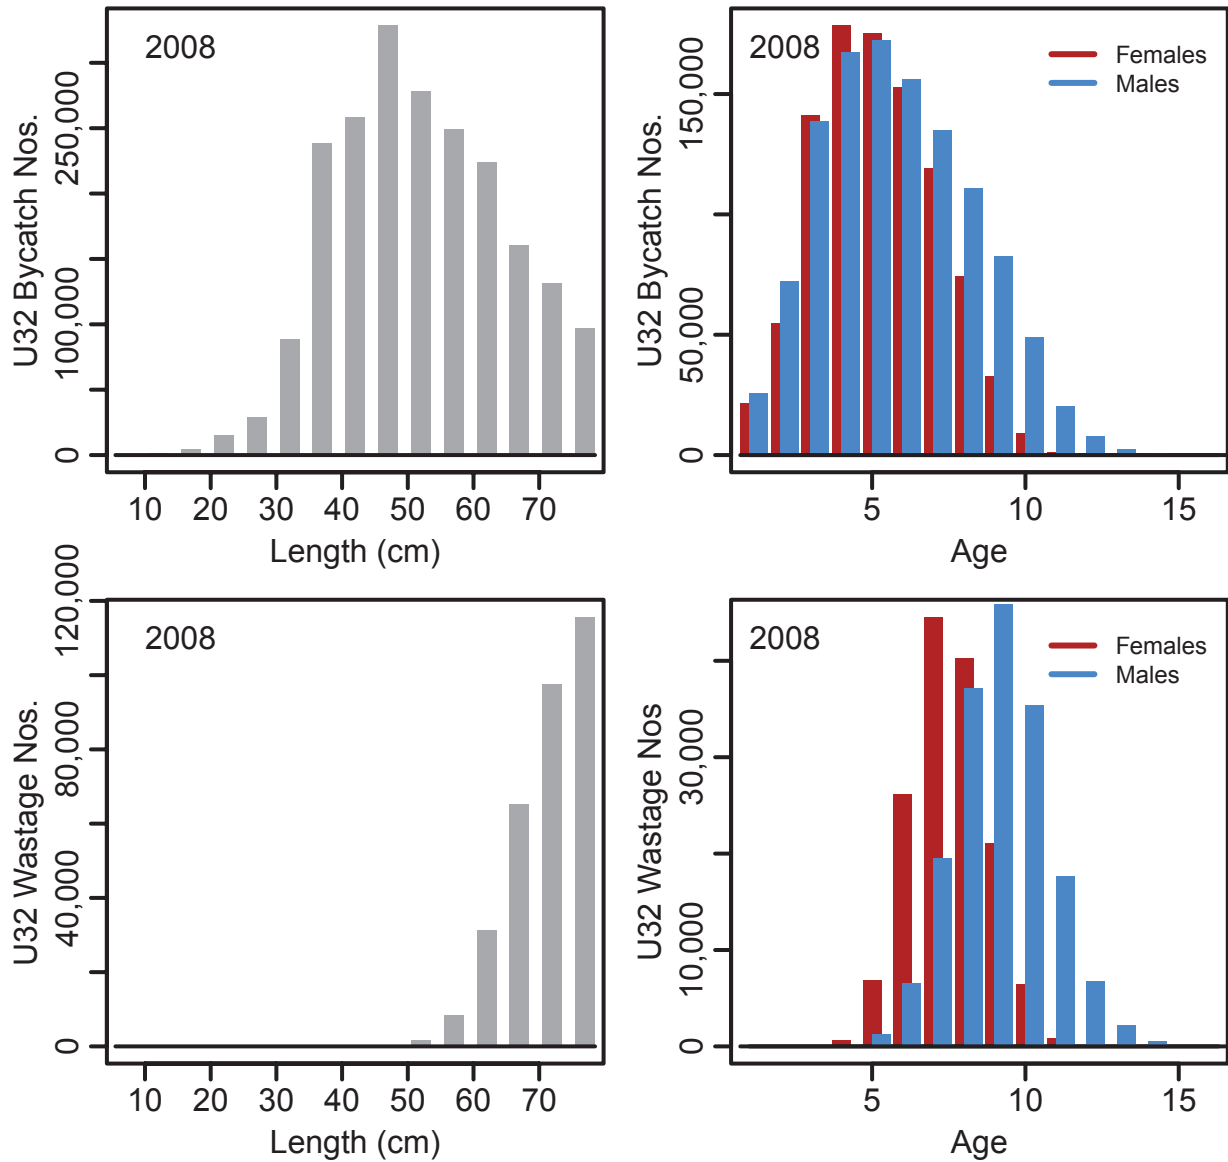 2008
U32 Bycatch Nos.
250,000
100,000
0
10 20 30 40 50 60 70
Length (cm)
2008
Females
Males
U32 Bycatch Nos.
150,000
50,000
0
5 10 15
Age
2008
U32 Wastage Nos.
120,000
80,000
40,000
0
10 20 30 40 50 60 70
Length (cm)
2008
Females
Males
U32 Wastage Nos
30,000
10,000
0
5 10 15
Age